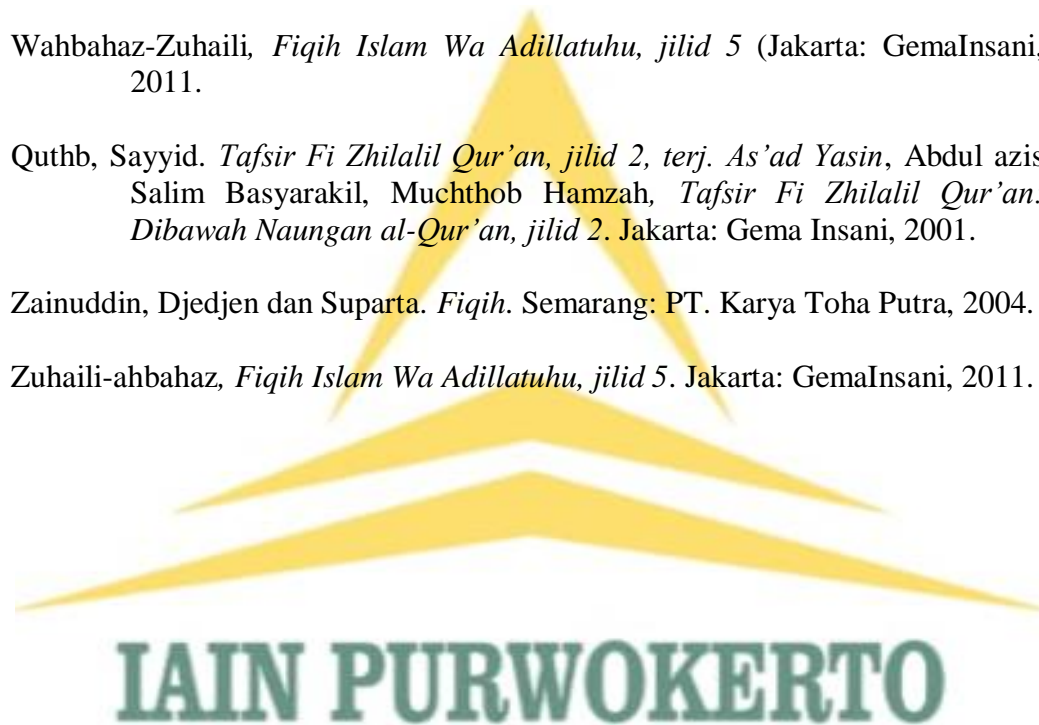 Wahbahaz-Zuhaili, Fiqih Islam Wa Adillatuhu, jilid 5 (Jakarta: GemaInsani,
2011.
Quthb, Sayyid. Tafsir Fi Zhilalil Qur’an, jilid 2, terj. As’ad Yasin, Abdul azis
Salim Basyarakil, Muchthob Hamzah, Tafsir Fi Zhilalil Qur’an.
Dibawah Naungan al-Qur’an, jilid 2. Jakarta: Gema Insani, 2001.
Zainuddin, Djedjen dan Suparta. Fiqih. Semarang: PT. Karya Toha Putra, 2004.
Zuhaili-ahbahaz, Fiqih Islam Wa Adillatuhu, jilid 5. Jakarta: GemaInsani, 2011.
IAIN PURWOKERTO